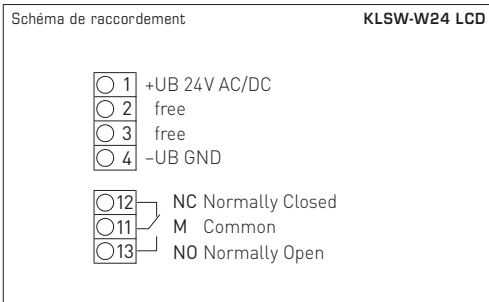 Schéma de raccordement KLSW-W24 LCD
1 +UB 24V AC/DC
2 free
3 free
4 –UB GND
12 NC Normally Closed
11 M Common
13 NO Normally Open